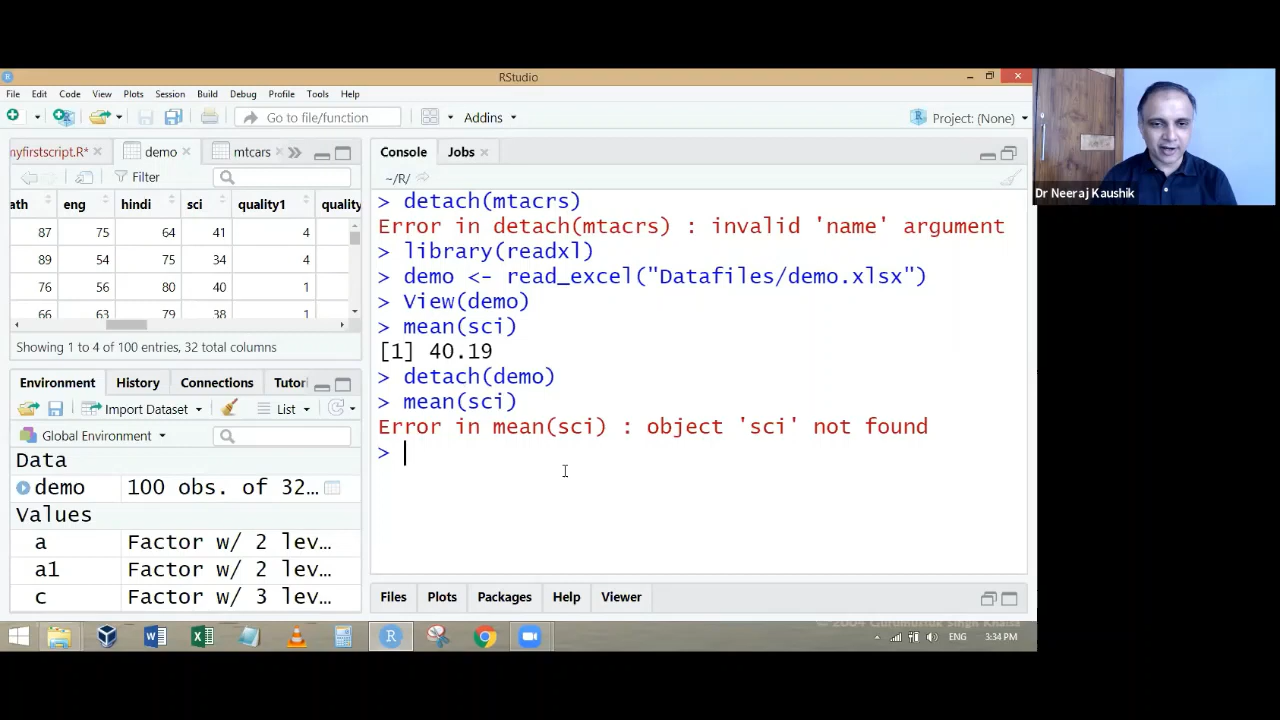 RStudio
File Edit Code View Plots Session Build Debug Profile Tools Help
Go to file/function Addins Project: (None)
myfirstscript.R* demo mtcars
Filter
ath eng hindi sci quality1 quality
87 75 64 41 4
89 54 75 34 4
76 56 80 40 1
66 63 79 38 1
Showing 1 to 4 of 100 entries, 32 total columns
Environment History Connections Tutori
Import Dataset List
Global Environment
Data
demo 100 obs. of 32…
Values
a Factor w/ 2 lev…
a1 Factor w/ 2 lev…
c Factor w/ 3 lev…
Console Jobs
~/R/
> detach(mtacrs)
Error in detach(mtacrs) : invalid 'name' argument
> library(readxl)
> demo <- read_excel("Datafiles/demo.xlsx")
> View(demo)
> mean(sci)
[1] 40.19
> detach(demo)
> mean(sci)
Error in mean(sci) : object 'sci' not found
>
Files Plots Packages Help Viewer
Dr Neeraj Kaushik
© 2004 Gurumustuk Singh Khalsa
ENG 3:34 PM